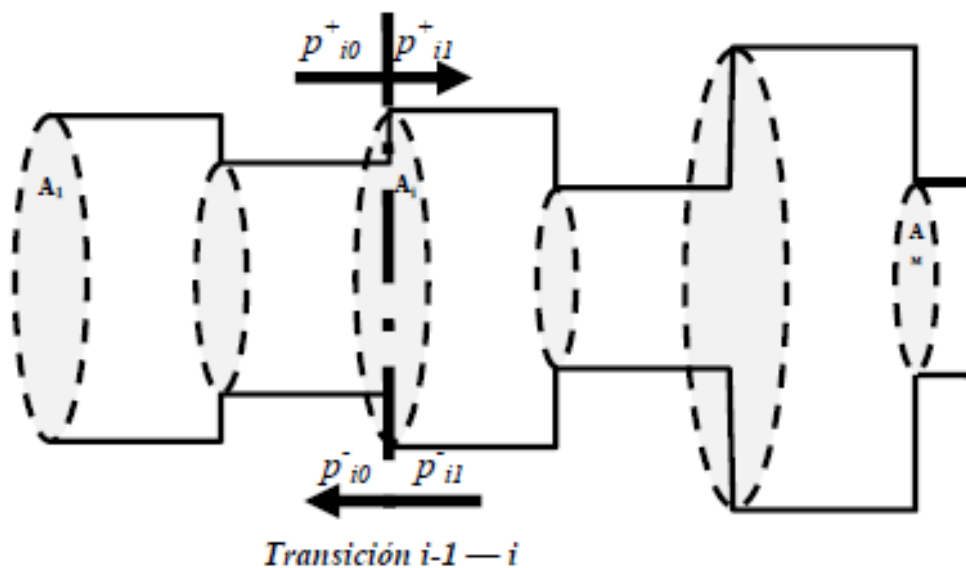 p⁺i0 p⁺i1
A₁
Aᵢ
A
M
p⁻i0 p⁻i1
Transición i-1 — i